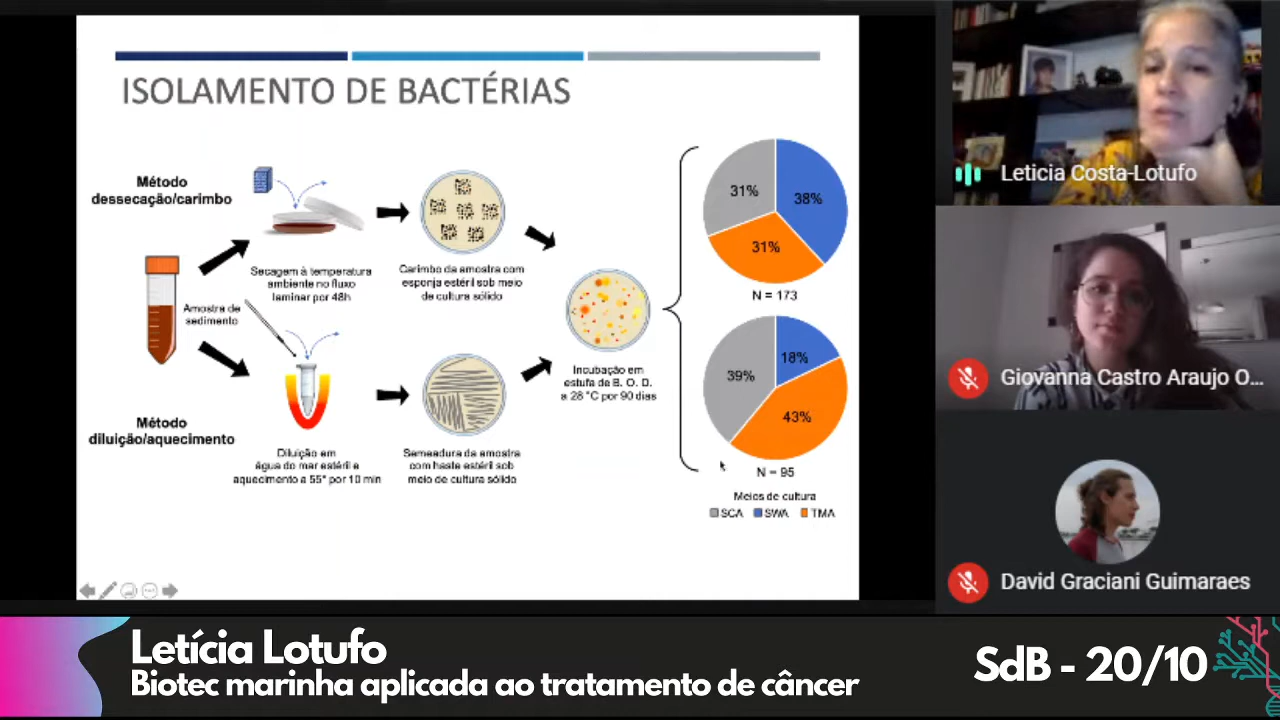 ISOLAMENTO DE BACTÉRIAS
Método
dessecação/carimbo
Secagem à temperatura
ambiente no fluxo
laminar por 48h
Carimbo da amostra com
esponja estéril sob meio
de cultura sólido
Amostra de
sedimento
Incubação em
estufa de B. O. D.
a 28 °C por 90 dias
Método
diluição/aquecimento
Diluição em
água do mar estéril e
aquecimento a 55° por 10 min
Semeadura da amostra
com haste estéril sob
meio de cultura sólido
31%
38%
31%
N = 173
18%
39%
43%
N = 95
Meios de cultura
SCA SWA TMA
Leticia Costa-Lotufo
Giovanna Castro Araujo O...
David Graciani Guimaraes
Letícia Lotufo
Biotec marinha aplicada ao tratamento de câncer
SdB - 20/10